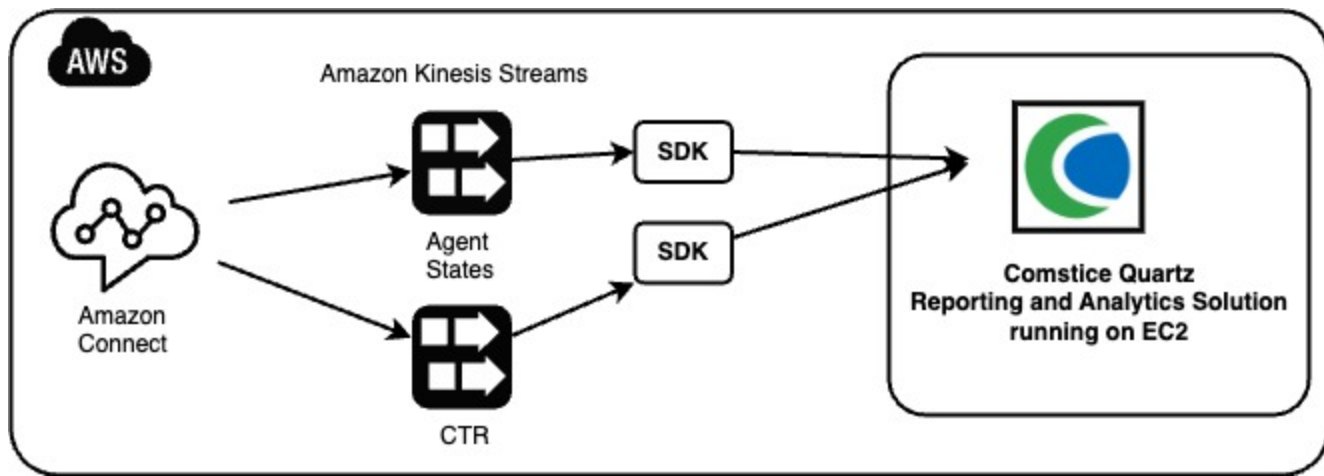 AWS
Amazon Kinesis Streams
SDK
Agent
States
SDK
Amazon
Connect
CTR
Comstice Quartz
Reporting and Analytics Solution
running on EC2